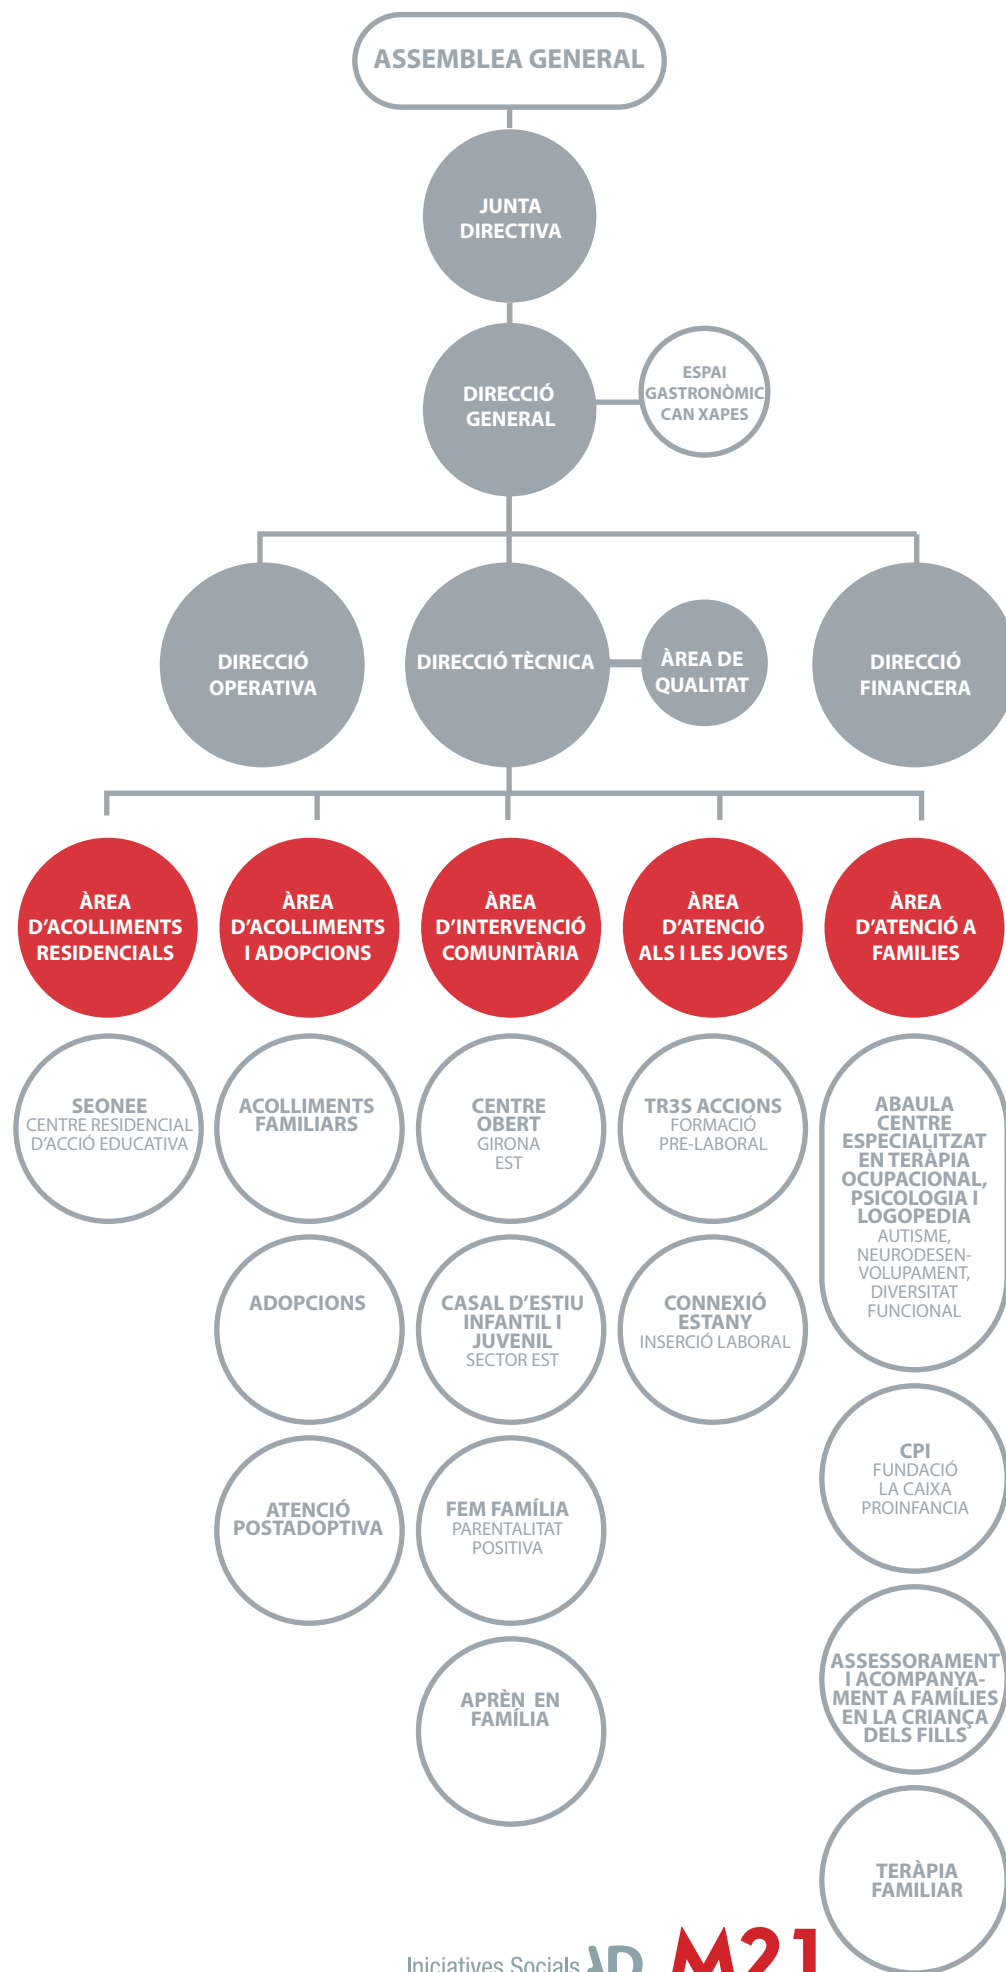 ASSEMBLEA GENERAL
JUNTA
DIRECTIVA
DIRECCIÓ
GENERAL
ESPAI
GASTRONÒMIC
CAN XAPES
DIRECCIÓ
OPERATIVA
DIRECCIÓ TÈCNICA
ÀREA DE
QUALITAT
DIRECCIÓ
FINANCERA
ÀREA
D'ACOLLIMENTS
RESIDENCIALS
ÀREA
D'ACOLLIMENTS
I ADOPCIONS
ÀREA
D'INTERVENCIÓ
COMUNITÀRIA
ÀREA
D'ATENCIÓ
ALS I LES JOVES
ÀREA
D'ATENCIÓ A
FAMILIES
SEONEE
CENTRE RESIDENCIAL
D'ACCIÓ EDUCATIVA
ACOLLIMENTS
FAMILIARS
ADOPCIONS
ATENCIÓ
POSTADOPTIVA
CENTRE
OBERT
GIRONA
EST
CASAL D'ESTIU
INFANTIL I
JUVENIL
SECTOR EST
FEM FAMÍLIA
PARENTALITAT
POSITIVA
APRÈN EN
FAMÍLIA
TR3S ACCIONS
FORMACIÓ
PRE-LABORAL
CONNEXIÓ
ESTANY
INSERCIÓ LABORAL
ABAULA
CENTRE
ESPECIALITZAT
EN TERÀPIA
OCUPACIONAL,
PSICOLOGIA I
LOGOPEDIA
AUTISME,
NEURODESEN-
VOLUPAMENT,
DIVERSITAT
FUNCIONAL
CPI
FUNDACIÓ
LA CAIXA
PROINFANCIA
ASSESSORAMENT
I ACOMPANYA-
MENT A FAMÍLIES
EN LA CRIANÇA
DELS FILLS
TERÀPIA
FAMILIAR
Iniciatives Socials
M21